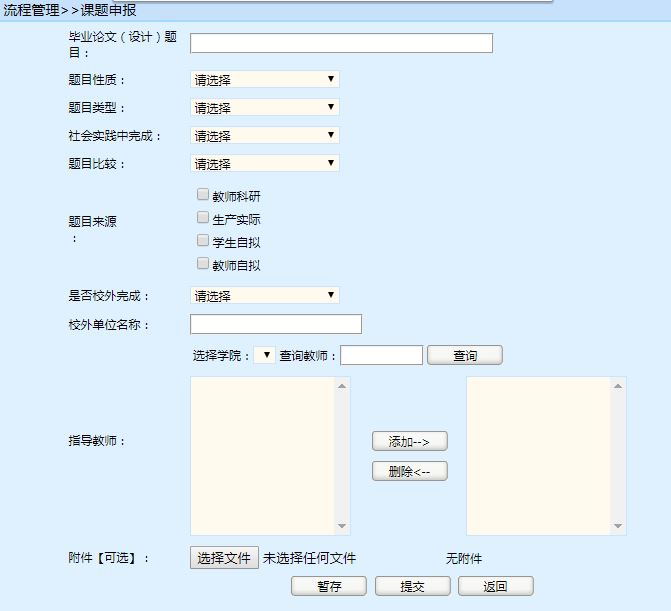 流程管理>>课题申报
毕业论文（设计）题
目：
题目性质： 请选择
题目类型： 请选择
社会实践中完成： 请选择
题目比较： 请选择
题目来源
：
教师科研
生产实际
学生自拟
教师自拟
是否校外完成： 请选择
校外单位名称：
选择学院： 查询教师： 查询
指导教师：
添加-->
删除<--
附件【可选】： 选择文件 未选择任何文件 无附件
暂存 提交 返回